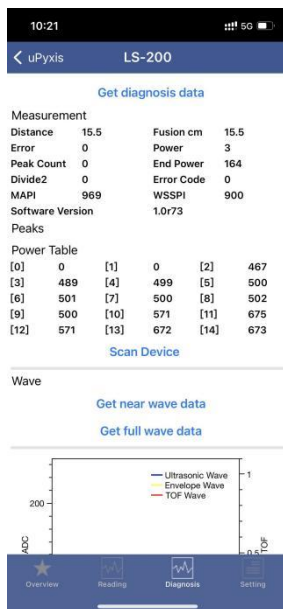 10:21 5G
uPyxis LS-200
Get diagnosis data
Measurement
Distance 15.5 Fusion cm 15.5
Error 0 Power 3
Peak Count 0 End Power 164
Divide2 0 Error Code 0
MAPI 969 WSSPI 900
Software Version 1.0r73
Peaks
Power Table
[0] 0 [1] 0 [2] 467
[3] 489 [4] 499 [5] 500
[6] 501 [7] 500 [8] 502
[9] 500 [10] 571 [11] 675
[12] 571 [13] 672 [14] 673
Scan Device
Wave
Get near wave data
Get full wave data
Ultrasonic Wave 1
Envelope Wave
TOF Wave
200
ADC 0.5 TOF
Overview Reading Diagnosis Setting